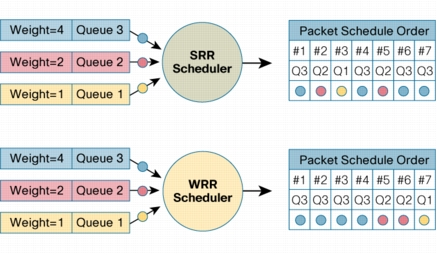 Weight=4 Queue 3
Weight=2 Queue 2
Weight=1 Queue 1
SRR
Scheduler
Packet Schedule Order
#1 #2 #3 #4 #5 #6 #7
Q3 Q2 Q1 Q3 Q2 Q3 Q3
Weight=4 Queue 3
Weight=2 Queue 2
Weight=1 Queue 1
WRR
Scheduler
Packet Schedule Order
#1 #2 #3 #4 #5 #6 #7
Q3 Q3 Q3 Q3 Q2 Q2 Q1